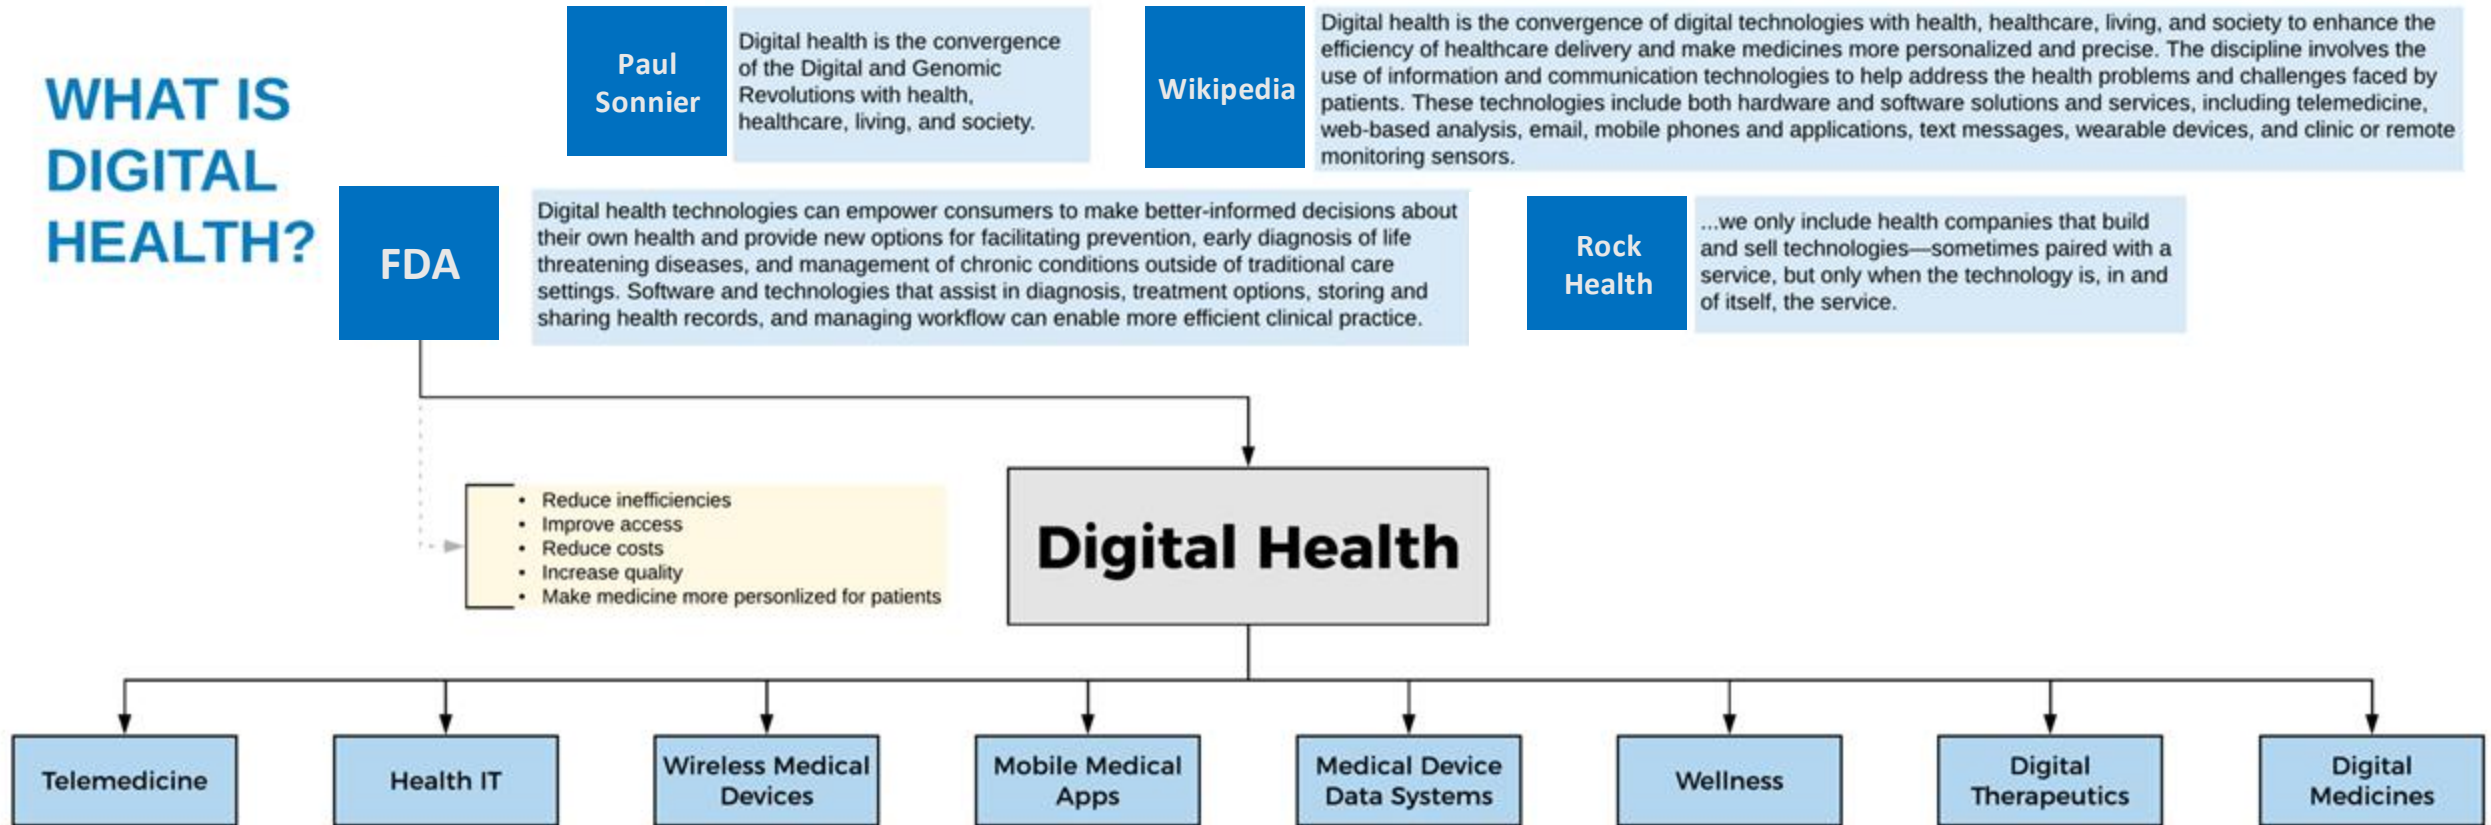 WHAT IS
DIGITAL
HEALTH?
Paul
Sonnier
Digital health is the convergence
of the Digital and Genomic
Revolutions with health,
healthcare, living, and society.
Wikipedia
Digital health is the convergence of digital technologies with health, healthcare, living, and society to enhance the
efficiency of healthcare delivery and make medicines more personalized and precise. The discipline involves the
use of information and communication technologies to help address the health problems and challenges faced by
patients. These technologies include both hardware and software solutions and services, including telemedicine,
web-based analysis, email, mobile phones and applications, text messages, wearable devices, and clinic or remote
monitoring sensors.
FDA
Digital health technologies can empower consumers to make better-informed decisions about
their own health and provide new options for facilitating prevention, early diagnosis of life
threatening diseases, and management of chronic conditions outside of traditional care
settings. Software and technologies that assist in diagnosis, treatment options, storing and
sharing health records, and managing workflow can enable more efficient clinical practice.
Rock
Health
...we only include health companies that build
and sell technologies—sometimes paired with a
service, but only when the technology is, in and
of itself, the service.
• Reduce inefficiencies
• Improve access
• Reduce costs
• Increase quality
• Make medicine more personlized for patients
Digital Health
Telemedicine
Health IT
Wireless Medical
Devices
Mobile Medical
Apps
Medical Device
Data Systems
Wellness
Digital
Therapeutics
Digital
Medicines